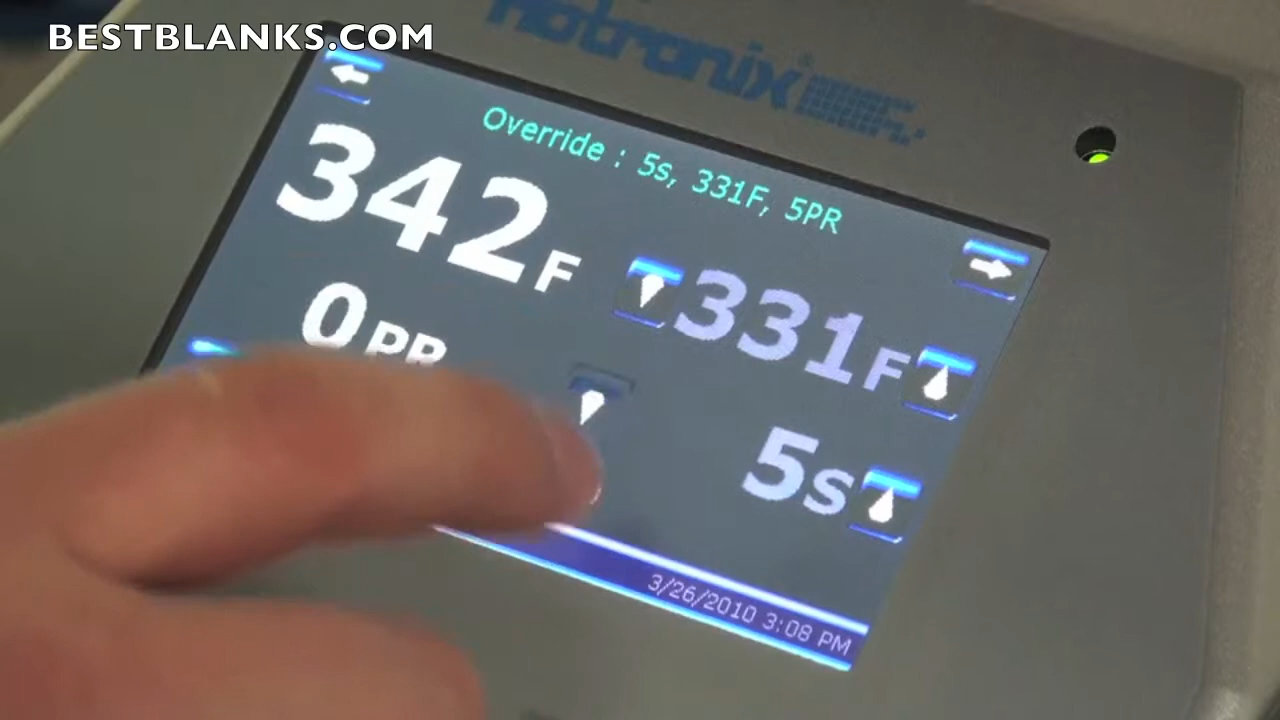 BESTBLANKS.COM
Hotronix
Override : 5s, 331F, 5PR
342F
331F
0PR
5s
3/26/2010 3:08 PM